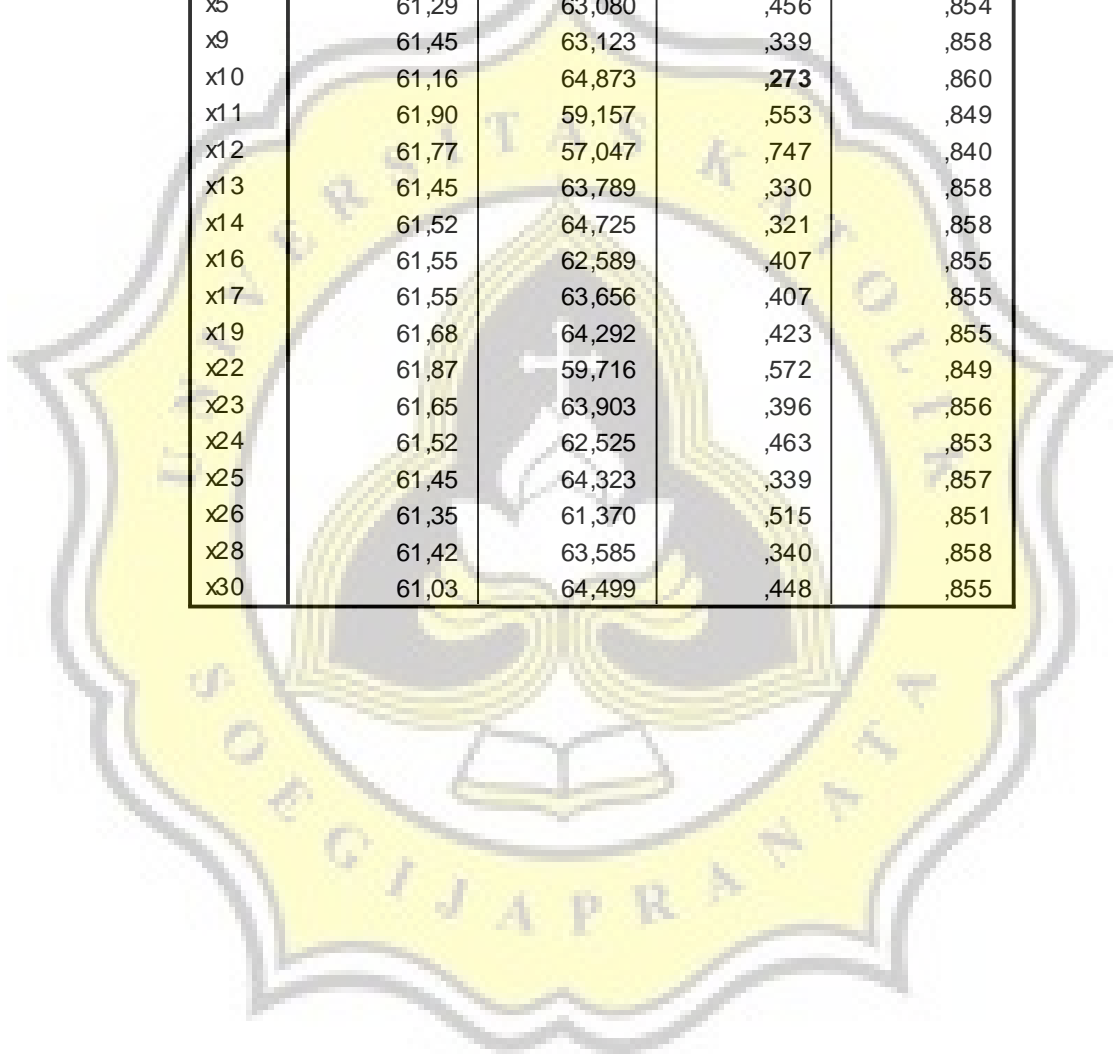 x5 61,29 63,080 ,456 ,854
x9 61,45 63,123 ,339 ,858
x10 61,16 64,873 ,273 ,860
x11 61,90 59,157 ,553 ,849
x12 61,77 57,047 ,747 ,840
x13 61,45 63,789 ,330 ,858
x14 61,52 64,725 ,321 ,858
x16 61,55 62,589 ,407 ,855
x17 61,55 63,656 ,407 ,855
x19 61,68 64,292 ,423 ,855
x22 61,87 59,716 ,572 ,849
x23 61,65 63,903 ,396 ,856
x24 61,52 62,525 ,463 ,853
x25 61,45 64,323 ,339 ,857
x26 61,35 61,370 ,515 ,851
x28 61,42 63,585 ,340 ,858
x30 61,03 64,499 ,448 ,855
UNIVERSITAS KATOLIK
SOEGIJAPRANATA